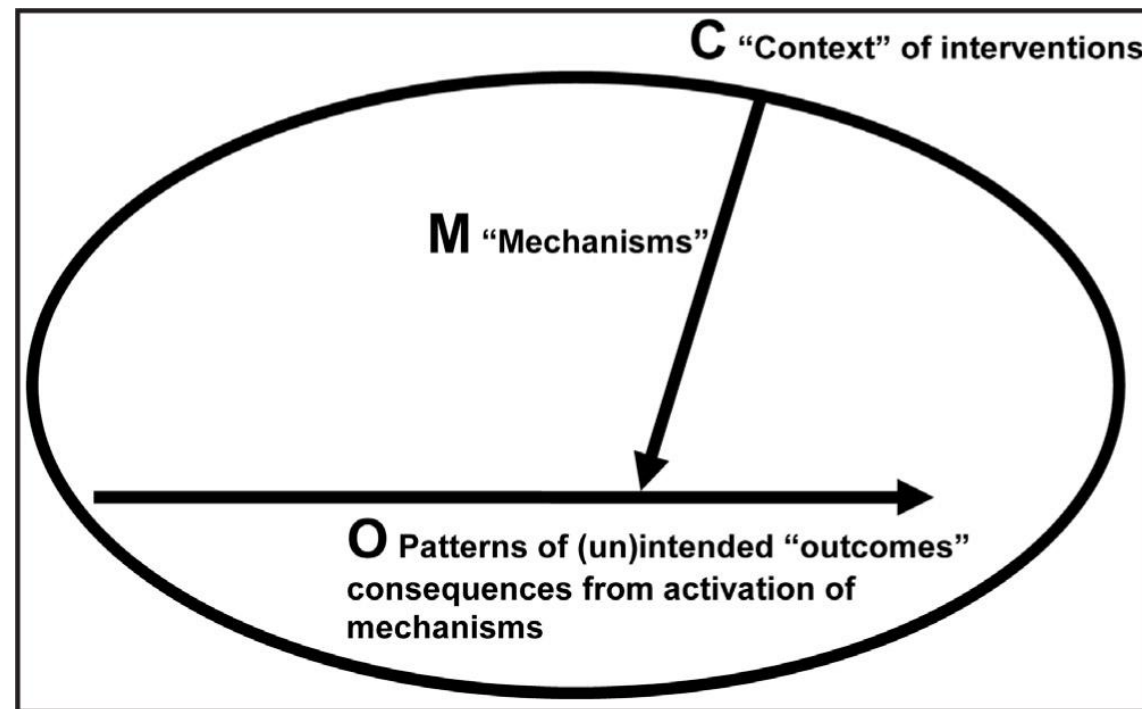 C “Context” of interventions
M “Mechanisms”
O Patterns of (un)intended “outcomes”
consequences from activation of
mechanisms